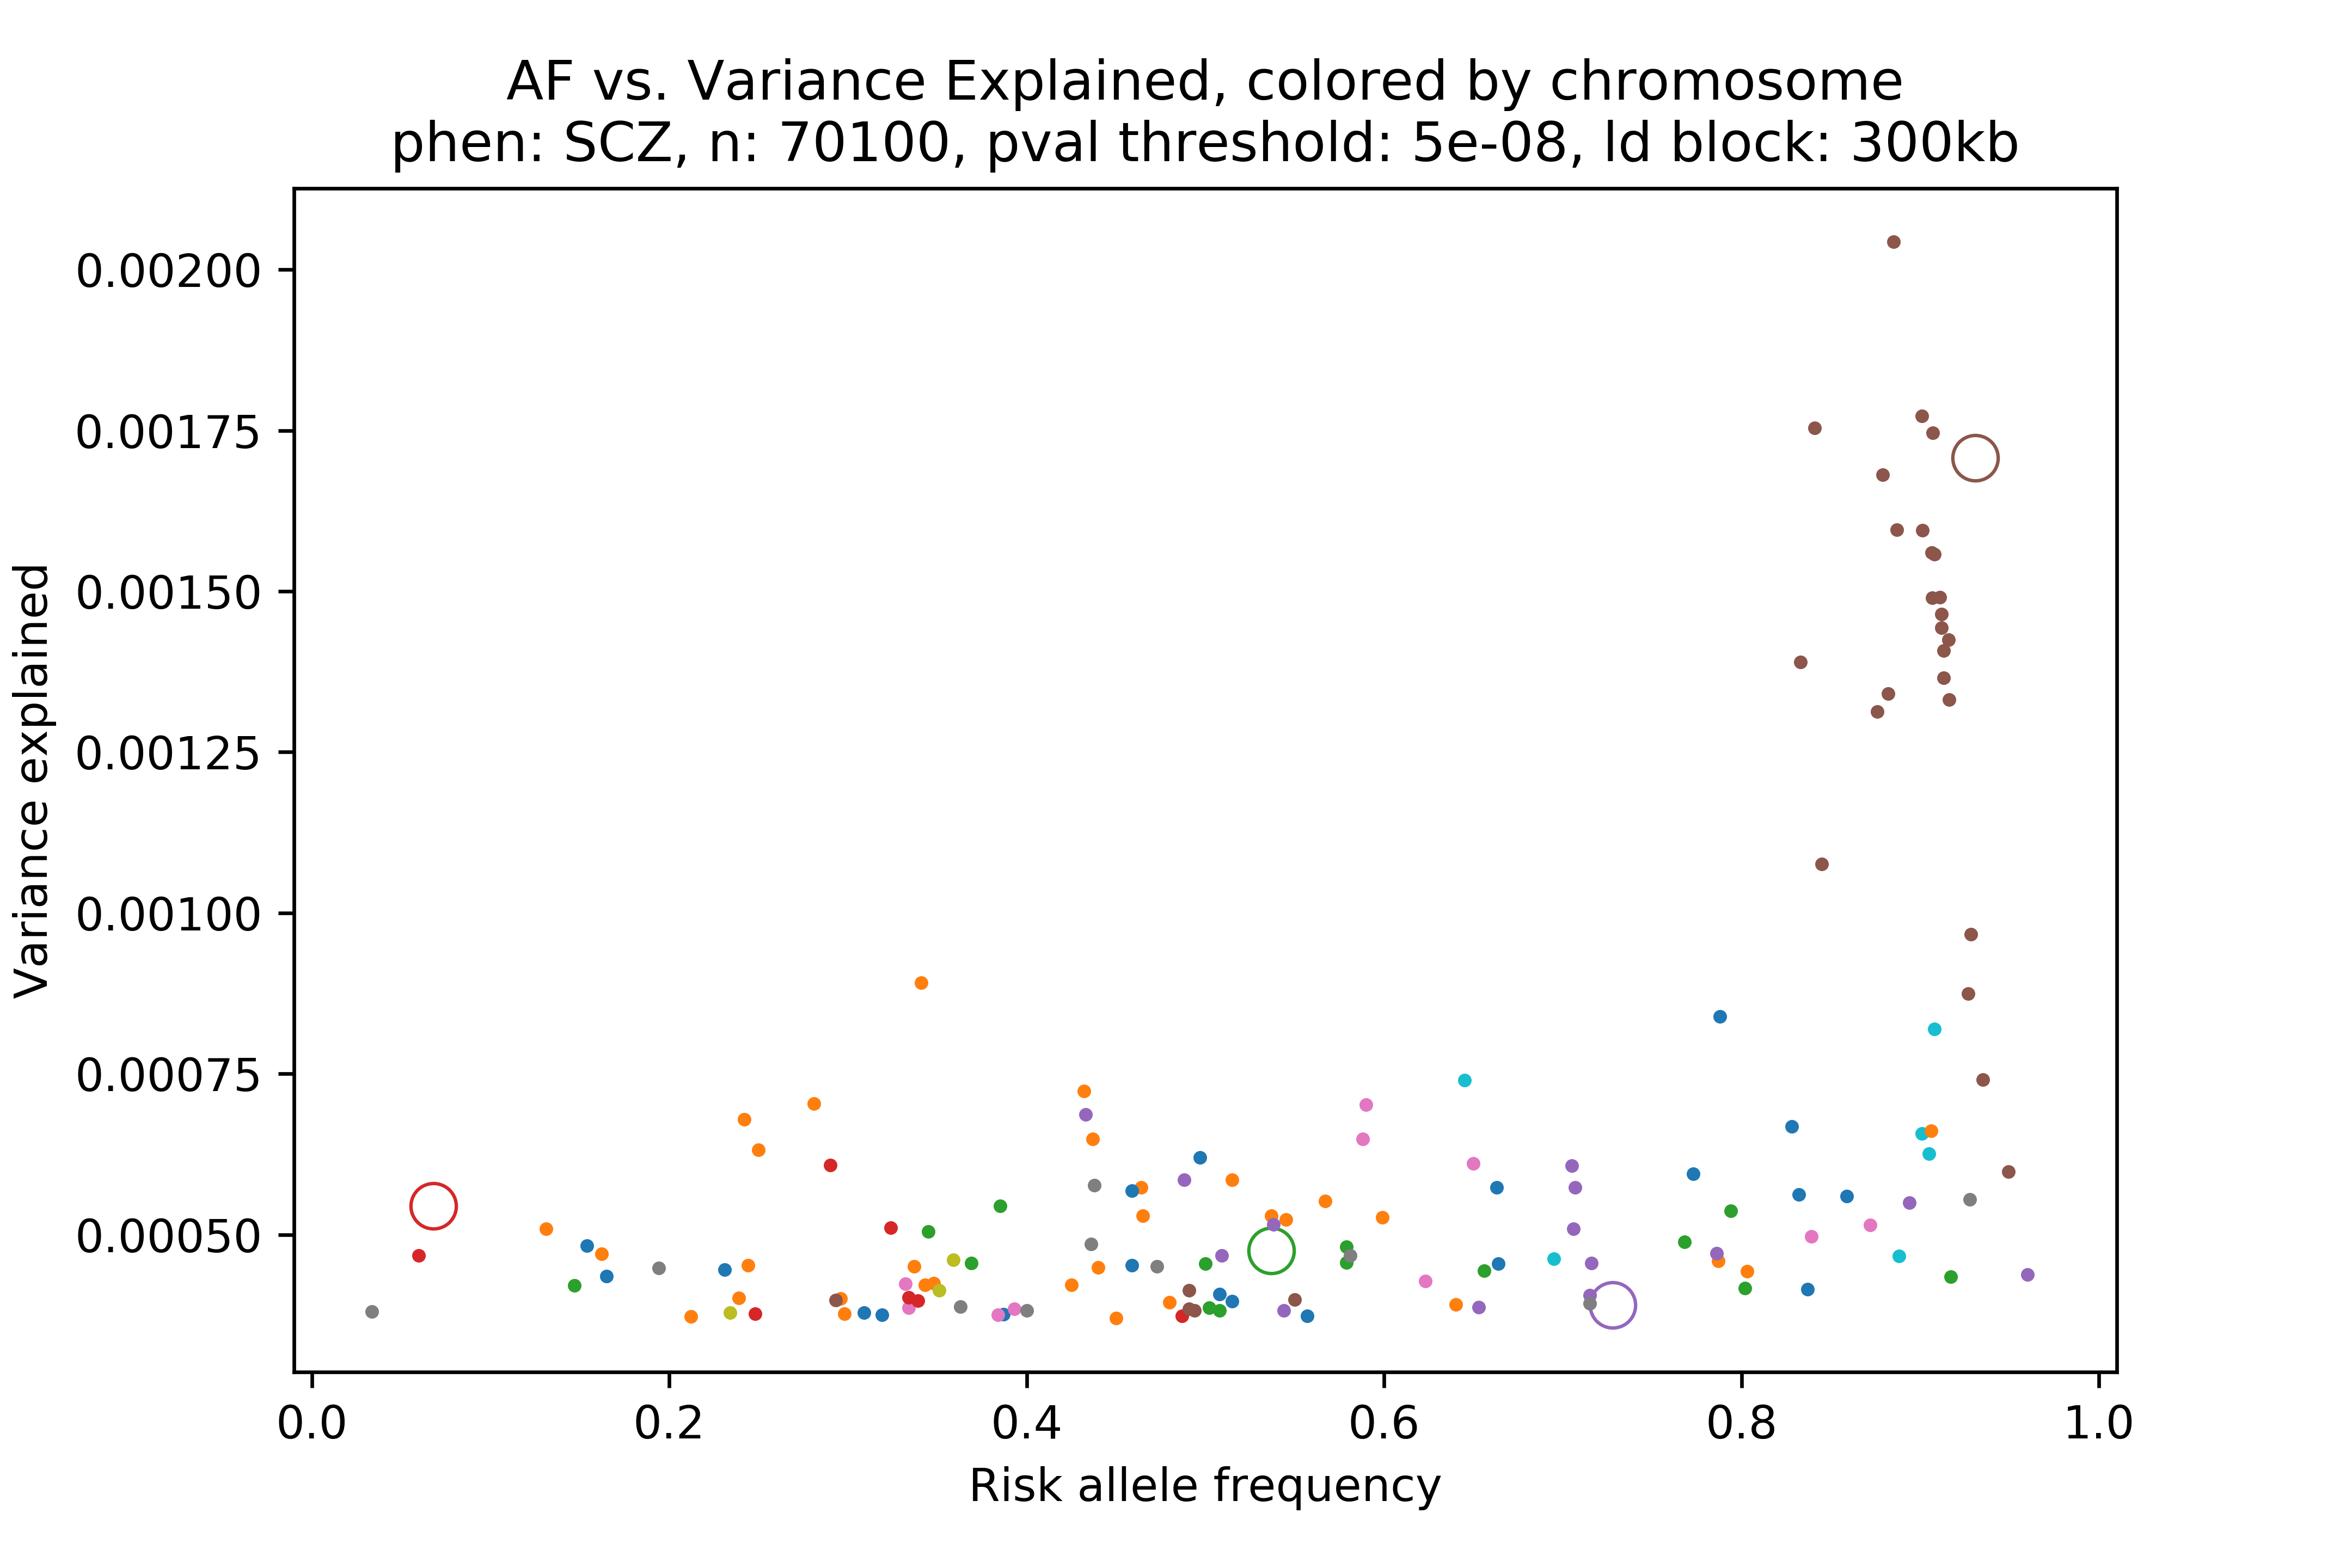 AF vs. Variance Explained, colored by chromosome
phen: SCZ, n: 70100, pval threshold: 5e-08, ld block: 300kb
0.00200
0.00175
0.00150
0.00125
0.00100
0.00075
0.00050
Variance explained
0.0 0.2 0.4 0.6 0.8 1.0
Risk allele frequency